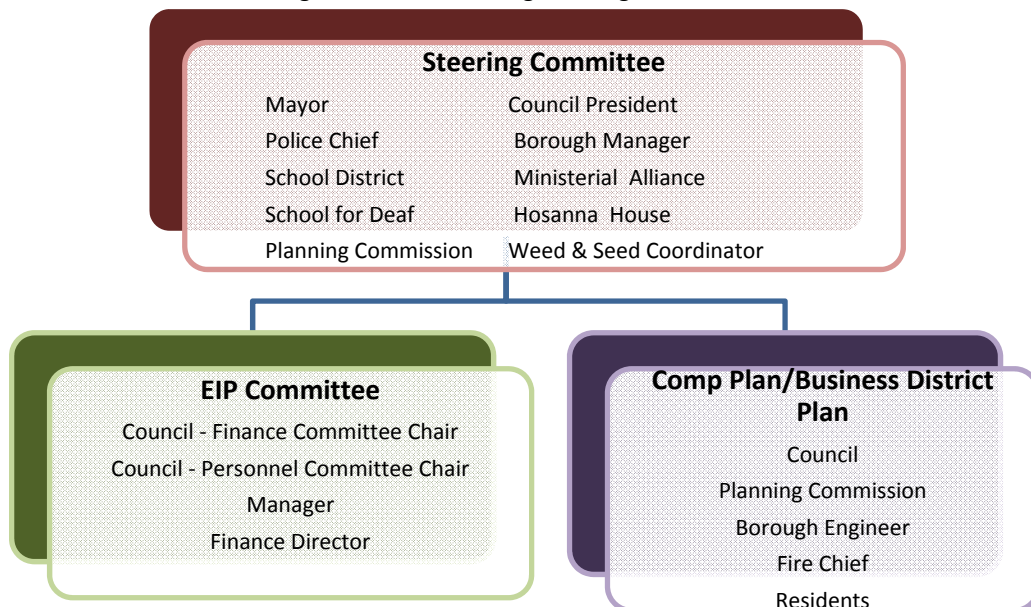 Steering Committee
Mayor Council President
Police Chief Borough Manager
School District Ministerial Alliance
School for Deaf Hosanna House
Planning Commission Weed & Seed Coordinator
EIP Committee
Council - Finance Committee Chair
Council - Personnel Committee Chair
Manager
Finance Director
Comp Plan/Business District
Plan
Council
Planning Commission
Borough Engineer
Fire Chief
Residents